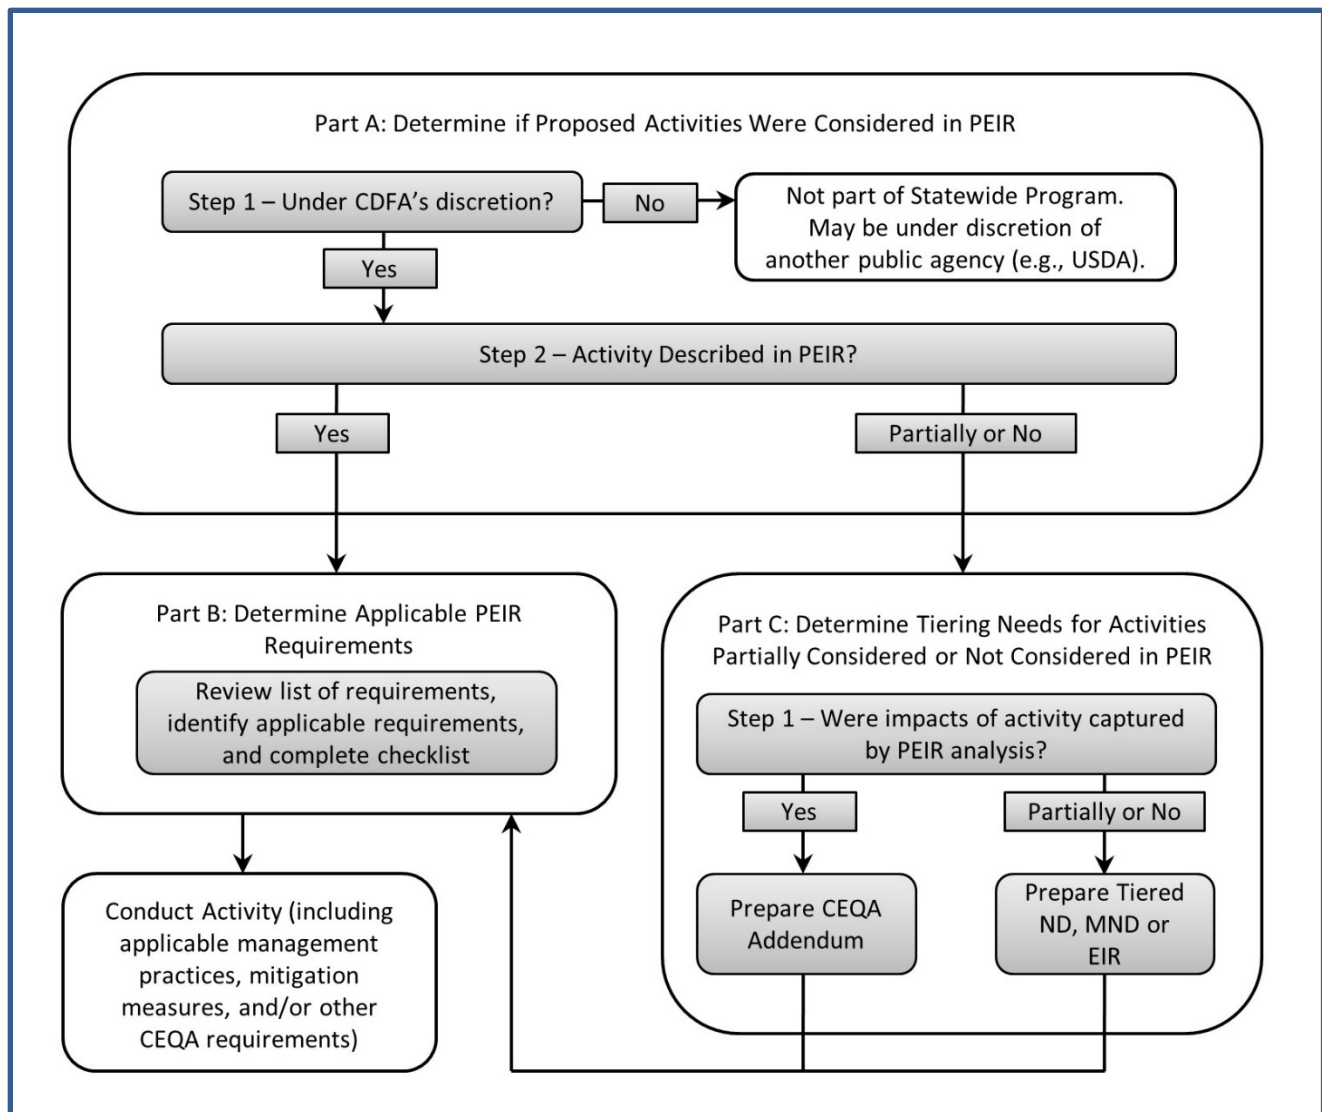 Part A: Determine if Proposed Activities Were Considered in PEIR
Step 1 – Under CDFA’s discretion?
No
Not part of Statewide Program.
May be under discretion of
another public agency (e.g., USDA).
Yes
Step 2 – Activity Described in PEIR?
Yes
Partially or No
Part B: Determine Applicable PEIR
Requirements
Review list of requirements,
identify applicable requirements,
and complete checklist
Part C: Determine Tiering Needs for Activities
Partially Considered or Not Considered in PEIR
Step 1 – Were impacts of activity captured
by PEIR analysis?
Yes
Partially or No
Prepare CEQA
Addendum
Prepare Tiered
ND, MND or
EIR
Conduct Activity (including
applicable management
practices, mitigation
measures, and/or other
CEQA requirements)